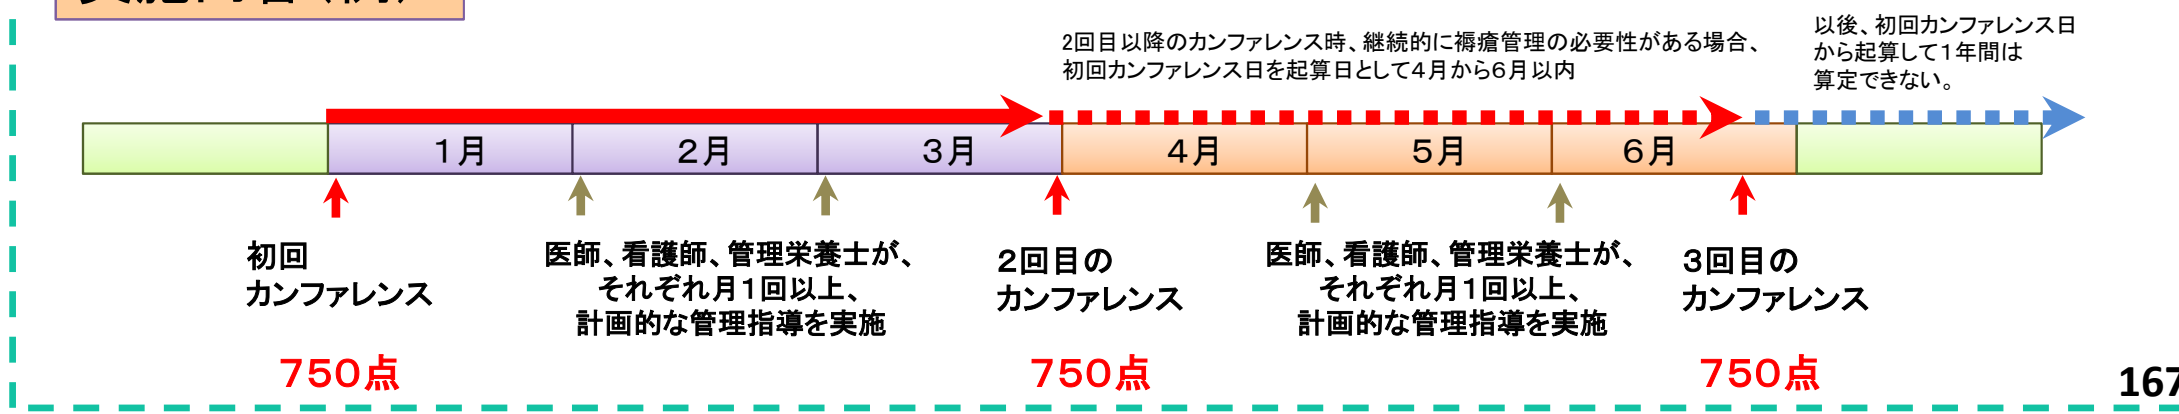 2回目以降のカンファレンス時、継続的に褥瘡管理の必要性がある場合、
初回カンファレンス日を起算日として4月から6月以内
以後、初回カンファレンス日
から起算して1年間は
算定できない。
1月
2月
3月
4月
5月
6月
初回
カンファレンス
750点
医師、看護師、管理栄養士が、
それぞれ月1回以上、
計画的な管理指導を実施
2回目の
カンファレンス
750点
医師、看護師、管理栄養士が、
それぞれ月1回以上、
計画的な管理指導を実施
3回目の
カンファレンス
750点
167